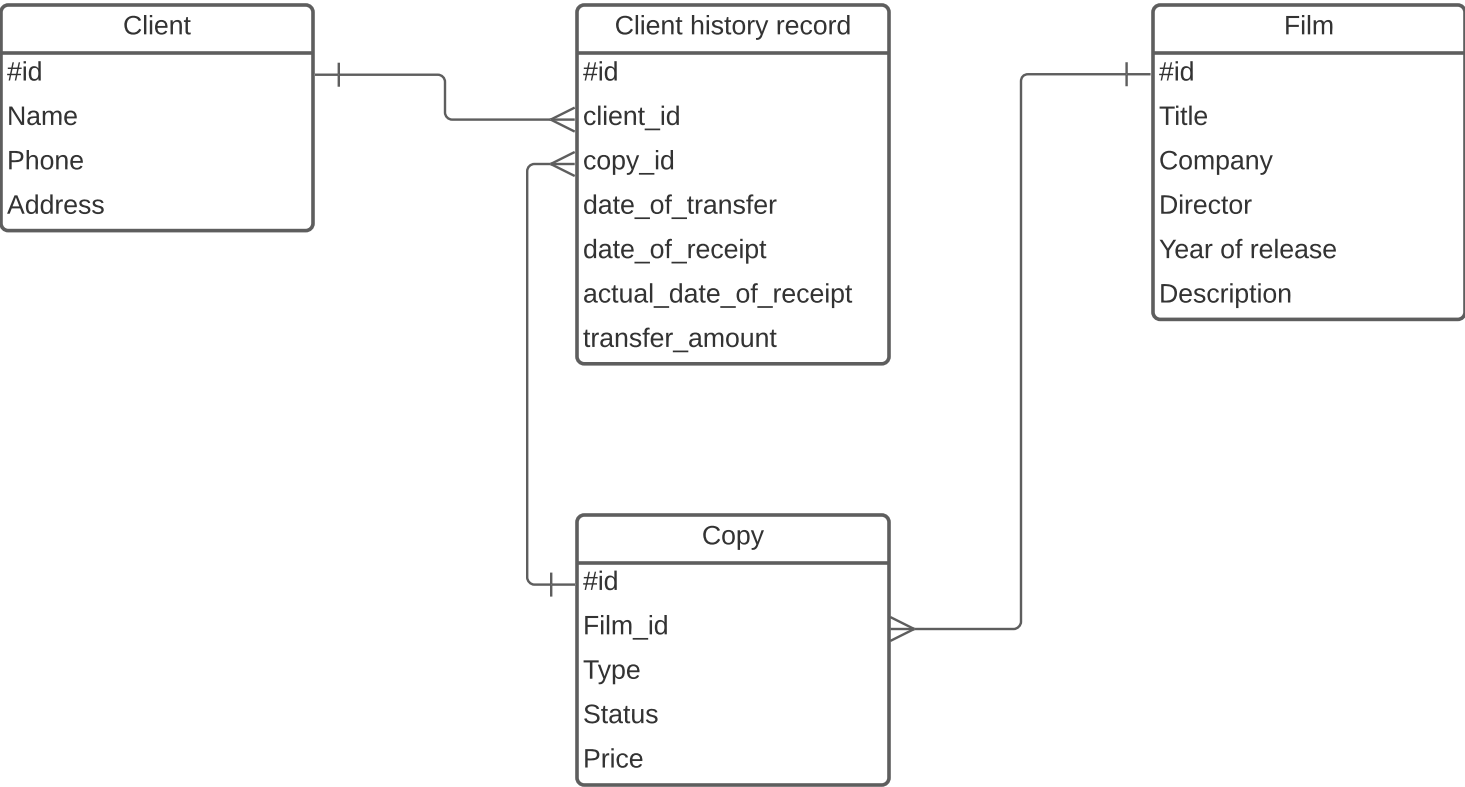 Client
#id
Name
Phone
Address
Client history record
#id
client_id
copy_id
date_of_transfer
date_of_receipt
actual_date_of_receipt
transfer_amount
Film
#id
Title
Company
Director
Year of release
Description
Copy
#id
Film_id
Type
Status
Price